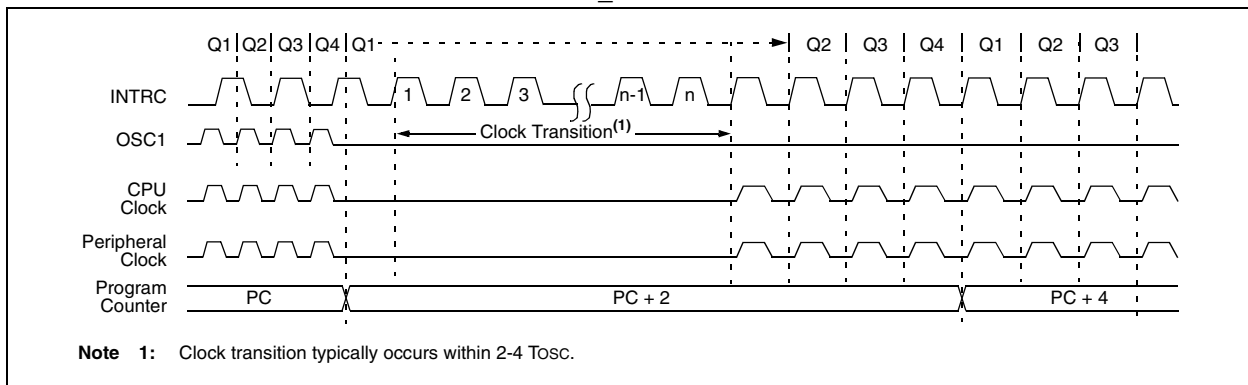 Q1 Q2 Q3 Q4 Q1 Q2 Q3 Q4 Q1 Q2 Q3
INTRC 1 2 3 n-1 n
Clock Transition(1)
OSC1
CPU
Clock
Peripheral
Clock
Program
Counter
PC PC + 2 PC + 4
Note 1: Clock transition typically occurs within 2-4 TOSC.